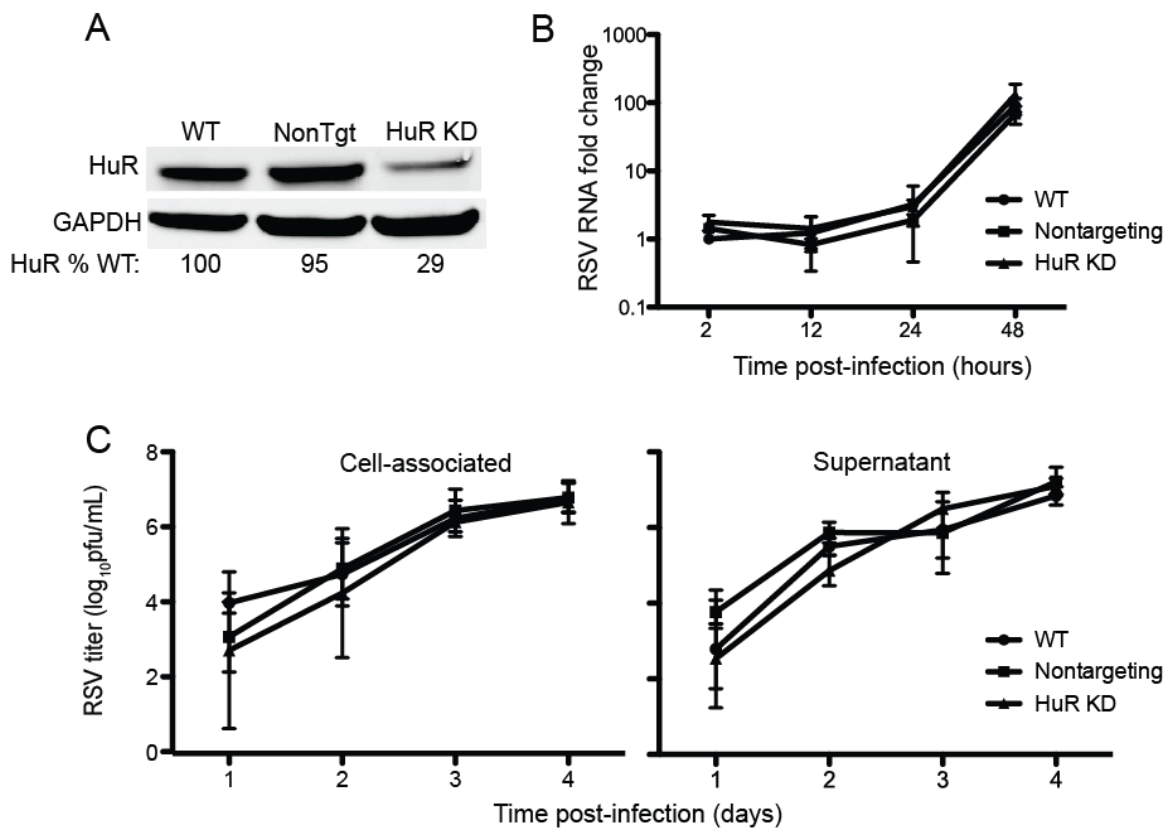 A
WT NonTgt HuR KD
HuR
GAPDH
HuR % WT: 100 95 29
B
RSV RNA fold change
1000
100
10
1
0.1
2 12 24 48
Time post-infection (hours)
WT
Nontargeting
HuR KD
C
RSV titer (log₁₀pfu/mL)
8
6
4
2
0
Cell-associated
1 2 3 4
Supernatant
1 2 3 4
WT
Nontargeting
HuR KD
Time post-infection (days)